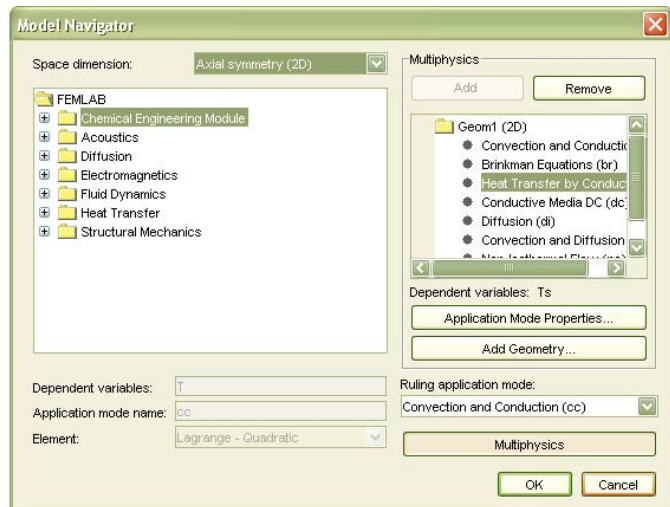 Model Navigator
Space dimension: Axial symmetry (2D)
FEMLAB
Chemical Engineering Module
Acoustics
Diffusion
Electromagnetics
Fluid Dynamics
Heat Transfer
Structural Mechanics
Dependent variables: T
Application mode name: cc
Element: Lagrange - Quadratic
Multiphysics
Add Remove
Geom1 (2D)
Convection and Conductic
Brinkman Equations (br)
Heat Transfer by Conduc
Conductive Media DC (dc)
Diffusion (di)
Convection and Diffusion
Dependent variables: Ts
Application Mode Properties...
Add Geometry...
Ruling application mode:
Convection and Conduction (cc)
Multiphysics
OK Cancel